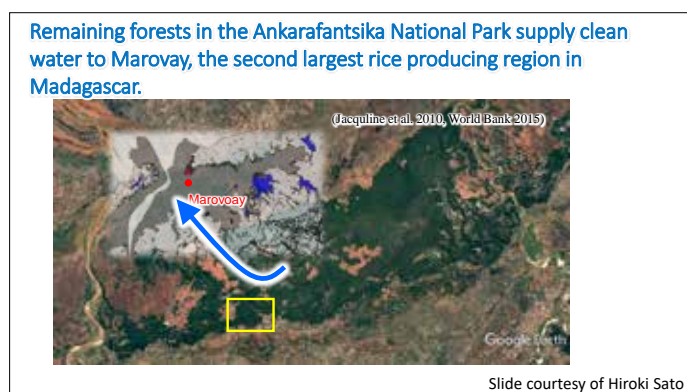 Remaining forests in the Ankarafantsika National Park supply clean
water to Marovay, the second largest rice producing region in
Madagascar.
(Jacquline et al. 2010, World Bank 2015)
Marovoay
Google Earth
Slide courtesy of Hiroki Sato